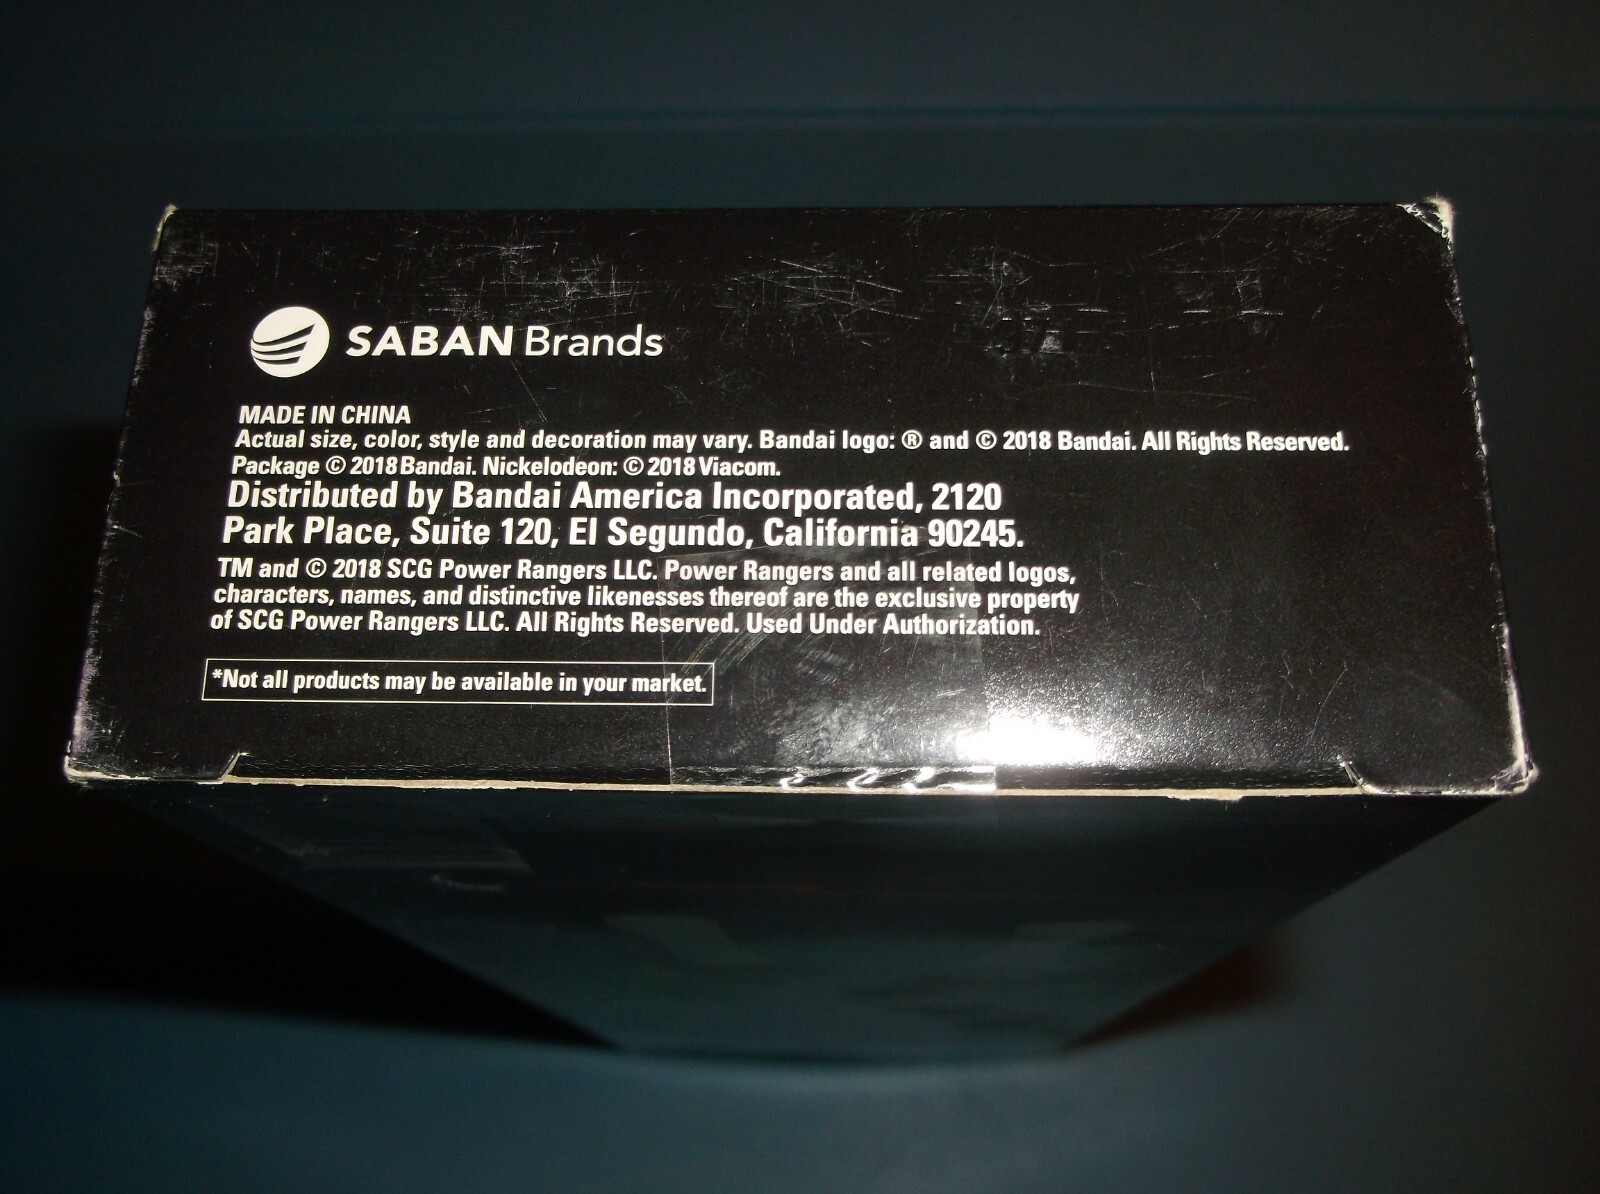 SABAN Brands
MADE IN CHINA
Actual size, color, style and decoration may vary. Bandai logo: ® and © 2018 Bandai. All Rights Reserved.
Package © 2018 Bandai. Nickelodeon: © 2018 Viacom.
Distributed by Bandai America Incorporated, 2120
Park Place, Suite 120, El Segundo, California 90245.
TM and © 2018 SCG Power Rangers LLC. Power Rangers and all related logos,
characters, names, and distinctive likenesses thereof are the exclusive property
of SCG Power Rangers LLC. All Rights Reserved. Used Under Authorization.
*Not all products may be available in your market.